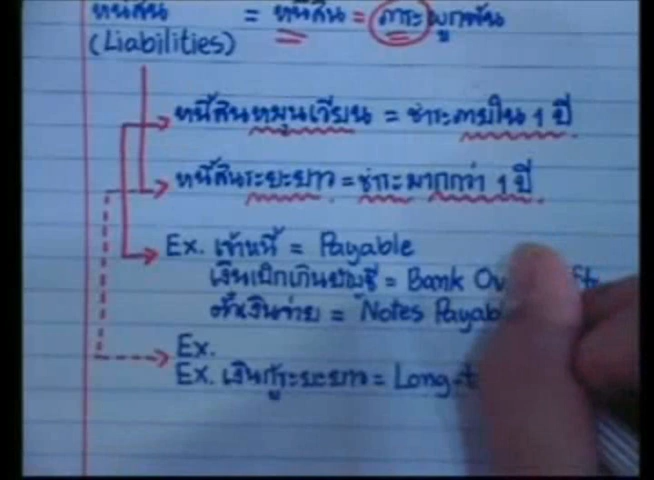 หนี้สิน = หนี้สิน = ภาระผูกพัน
(Liabilities)
หนี้สินหมุนเวียน = ชำระภายใน 1 ปี
หนี้สินระยะยาว = ชำระมากกว่า 1 ปี
Ex. เจ้าหนี้ = Payable
เงินเบิกเกินบัญชี = Bank Ov
ตั๋วเงินจ่าย = Notes Payab
Ex.
Ex. เงินกู้ระยะยาว = Long-t